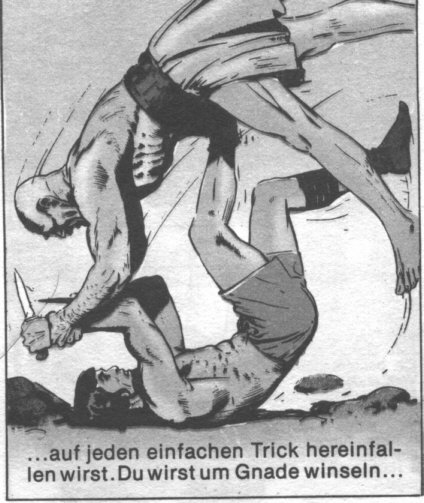 ...auf jeden einfachen Trick hereinfal-
len wirst. Du wirst um Gnade winseln...